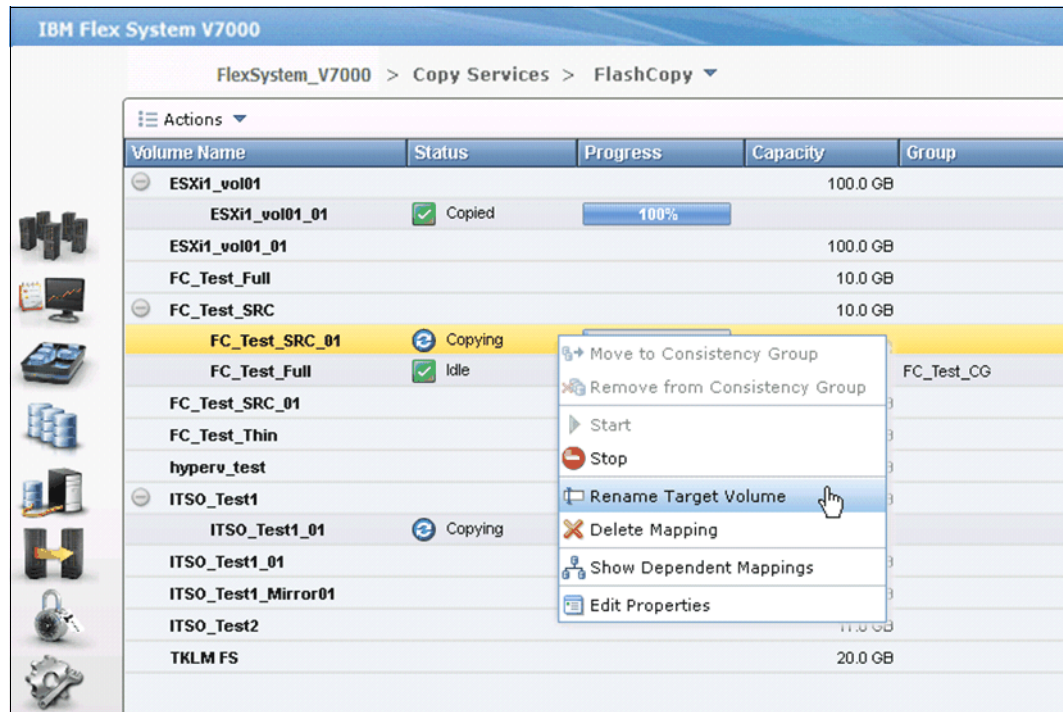 IBM Flex System V7000
FlexSystem_V7000 > Copy Services > FlashCopy
Actions
Volume Name Status Progress Capacity Group
ESXi1_vol01 100.0 GB
ESXi1_vol01_01 Copied 100%
ESXi1_vol01_01 100.0 GB
FC_Test_Full 10.0 GB
FC_Test_SRC 10.0 GB
FC_Test_SRC_01 Copying
Move to Consistency Group
FC_Test_Full Idle FC_Test_CG
Remove from Consistency Group
FC_Test_SRC_01
Start
FC_Test_Thin
Stop
hyperv_test
ITSO_Test1 Rename Target Volume
ITSO_Test1_01 Copying Delete Mapping
ITSO_Test1_01 Show Dependent Mappings
ITSO_Test1_Mirror01
Edit Properties
ITSO_Test2 11.0 GB
TKLM FS 20.0 GB